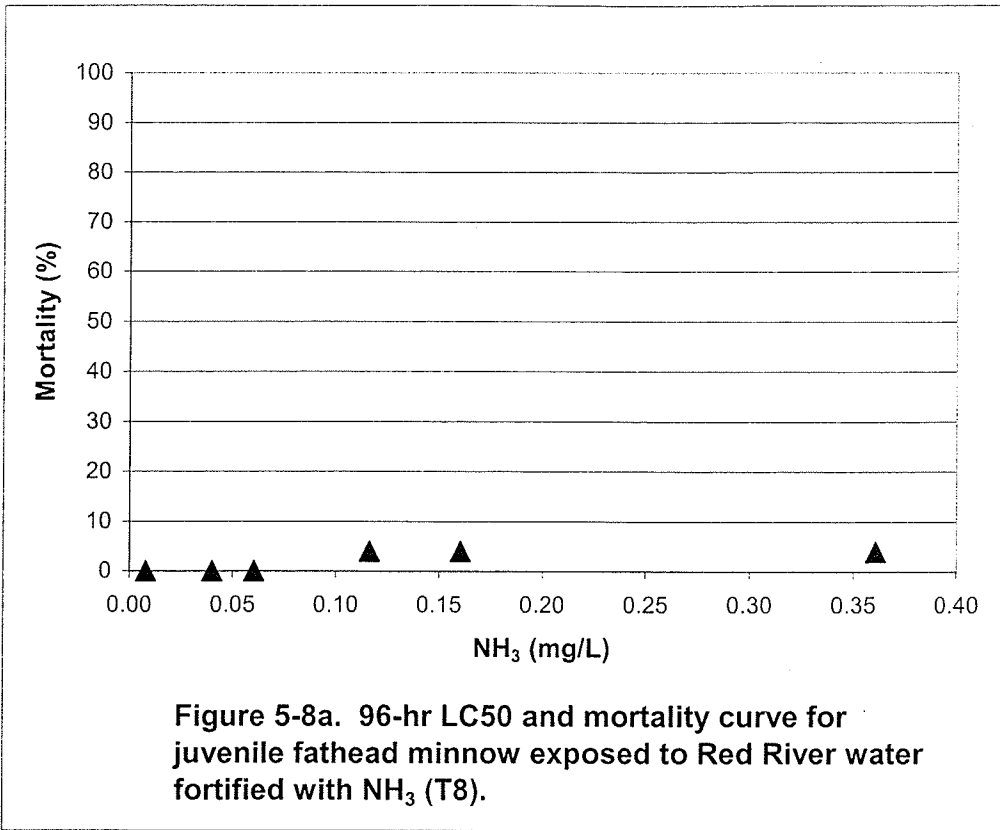 100
90
80
70
60
50
40
30
20
10
0
Mortality (%)
0.00 0.05 0.10 0.15 0.20 0.25 0.30 0.35 0.40
NH₃ (mg/L)
Figure 5-8a. 96-hr LC50 and mortality curve for
juvenile fathead minnow exposed to Red River water
fortified with NH₃ (T8).